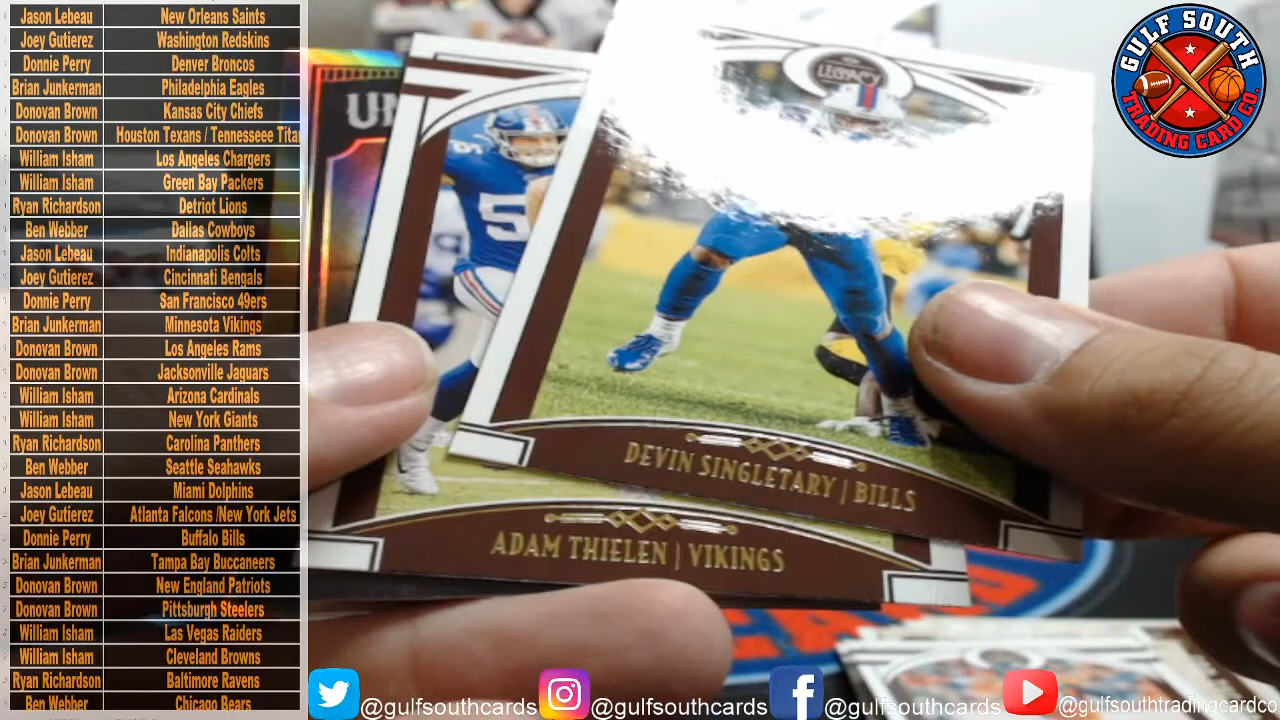 Jason Lebeau New Orleans Saints
Joey Gutierez Washington Redskins
Donnie Perry Denver Broncos
Brian Junkerman Philadelphia Eagles
Donovan Brown Kansas City Chiefs
Donovan Brown Houston Texans / Tennesseee Tita
William Isham Los Angeles Chargers
William Isham Green Bay Packers
Ryan Richardson Detriot Lions
Ben Webber Dallas Cowboys
Jason Lebeau Indianapolis Colts
Joey Gutierez Cincinnati Bengals
Donnie Perry San Francisco 49ers
Brian Junkerman Minnesota Vikings
Donovan Brown Los Angeles Rams
Donovan Brown Jacksonville Jaguars
William Isham Arizona Cardinals
William Isham New York Giants
Ryan Richardson Carolina Panthers
Ben Webber Seattle Seahawks
Jason Lebeau Miami Dolphins
Joey Gutierez Atlanta Falcons /New York Jets
Donnie Perry Buffalo Bills
Brian Junkerman Tampa Bay Buccaneers
Donovan Brown New England Patriots
Donovan Brown Pittsburgh Steelers
William Isham Las Vegas Raiders
William Isham Cleveland Browns
Ryan Richardson Baltimore Ravens
Ben Webber Chicago Bears
GULF SOUTH
TRADING CARD CO.
LEGACY
UN
5
DEVIN SINGLETARY | BILLS
ADAM THIELEN | VIKINGS
@gulfsouthcards @gulfsouthcards @gulfsouthcards @gulfsouthtradingcardco